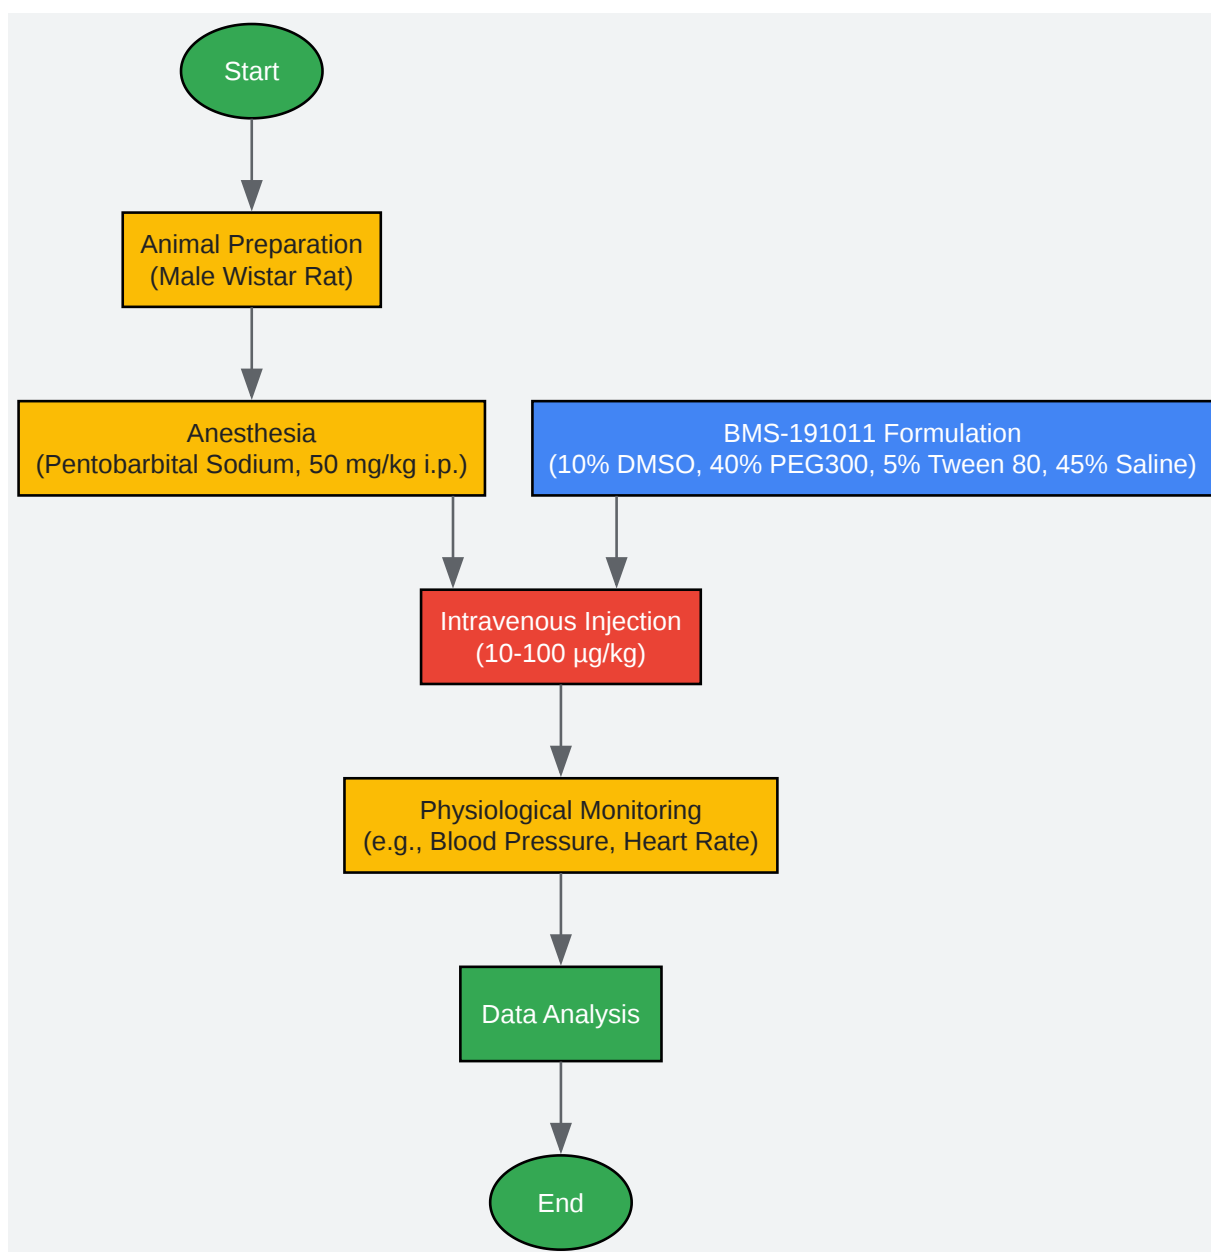 Start
Animal Preparation
(Male Wistar Rat)
Anesthesia
(Pentobarbital Sodium, 50 mg/kg i.p.)
BMS-191011 Formulation
(10% DMSO, 40% PEG300, 5% Tween 80, 45% Saline)
Intravenous Injection
(10-100 µg/kg)
Physiological Monitoring
(e.g., Blood Pressure, Heart Rate)
Data Analysis
End